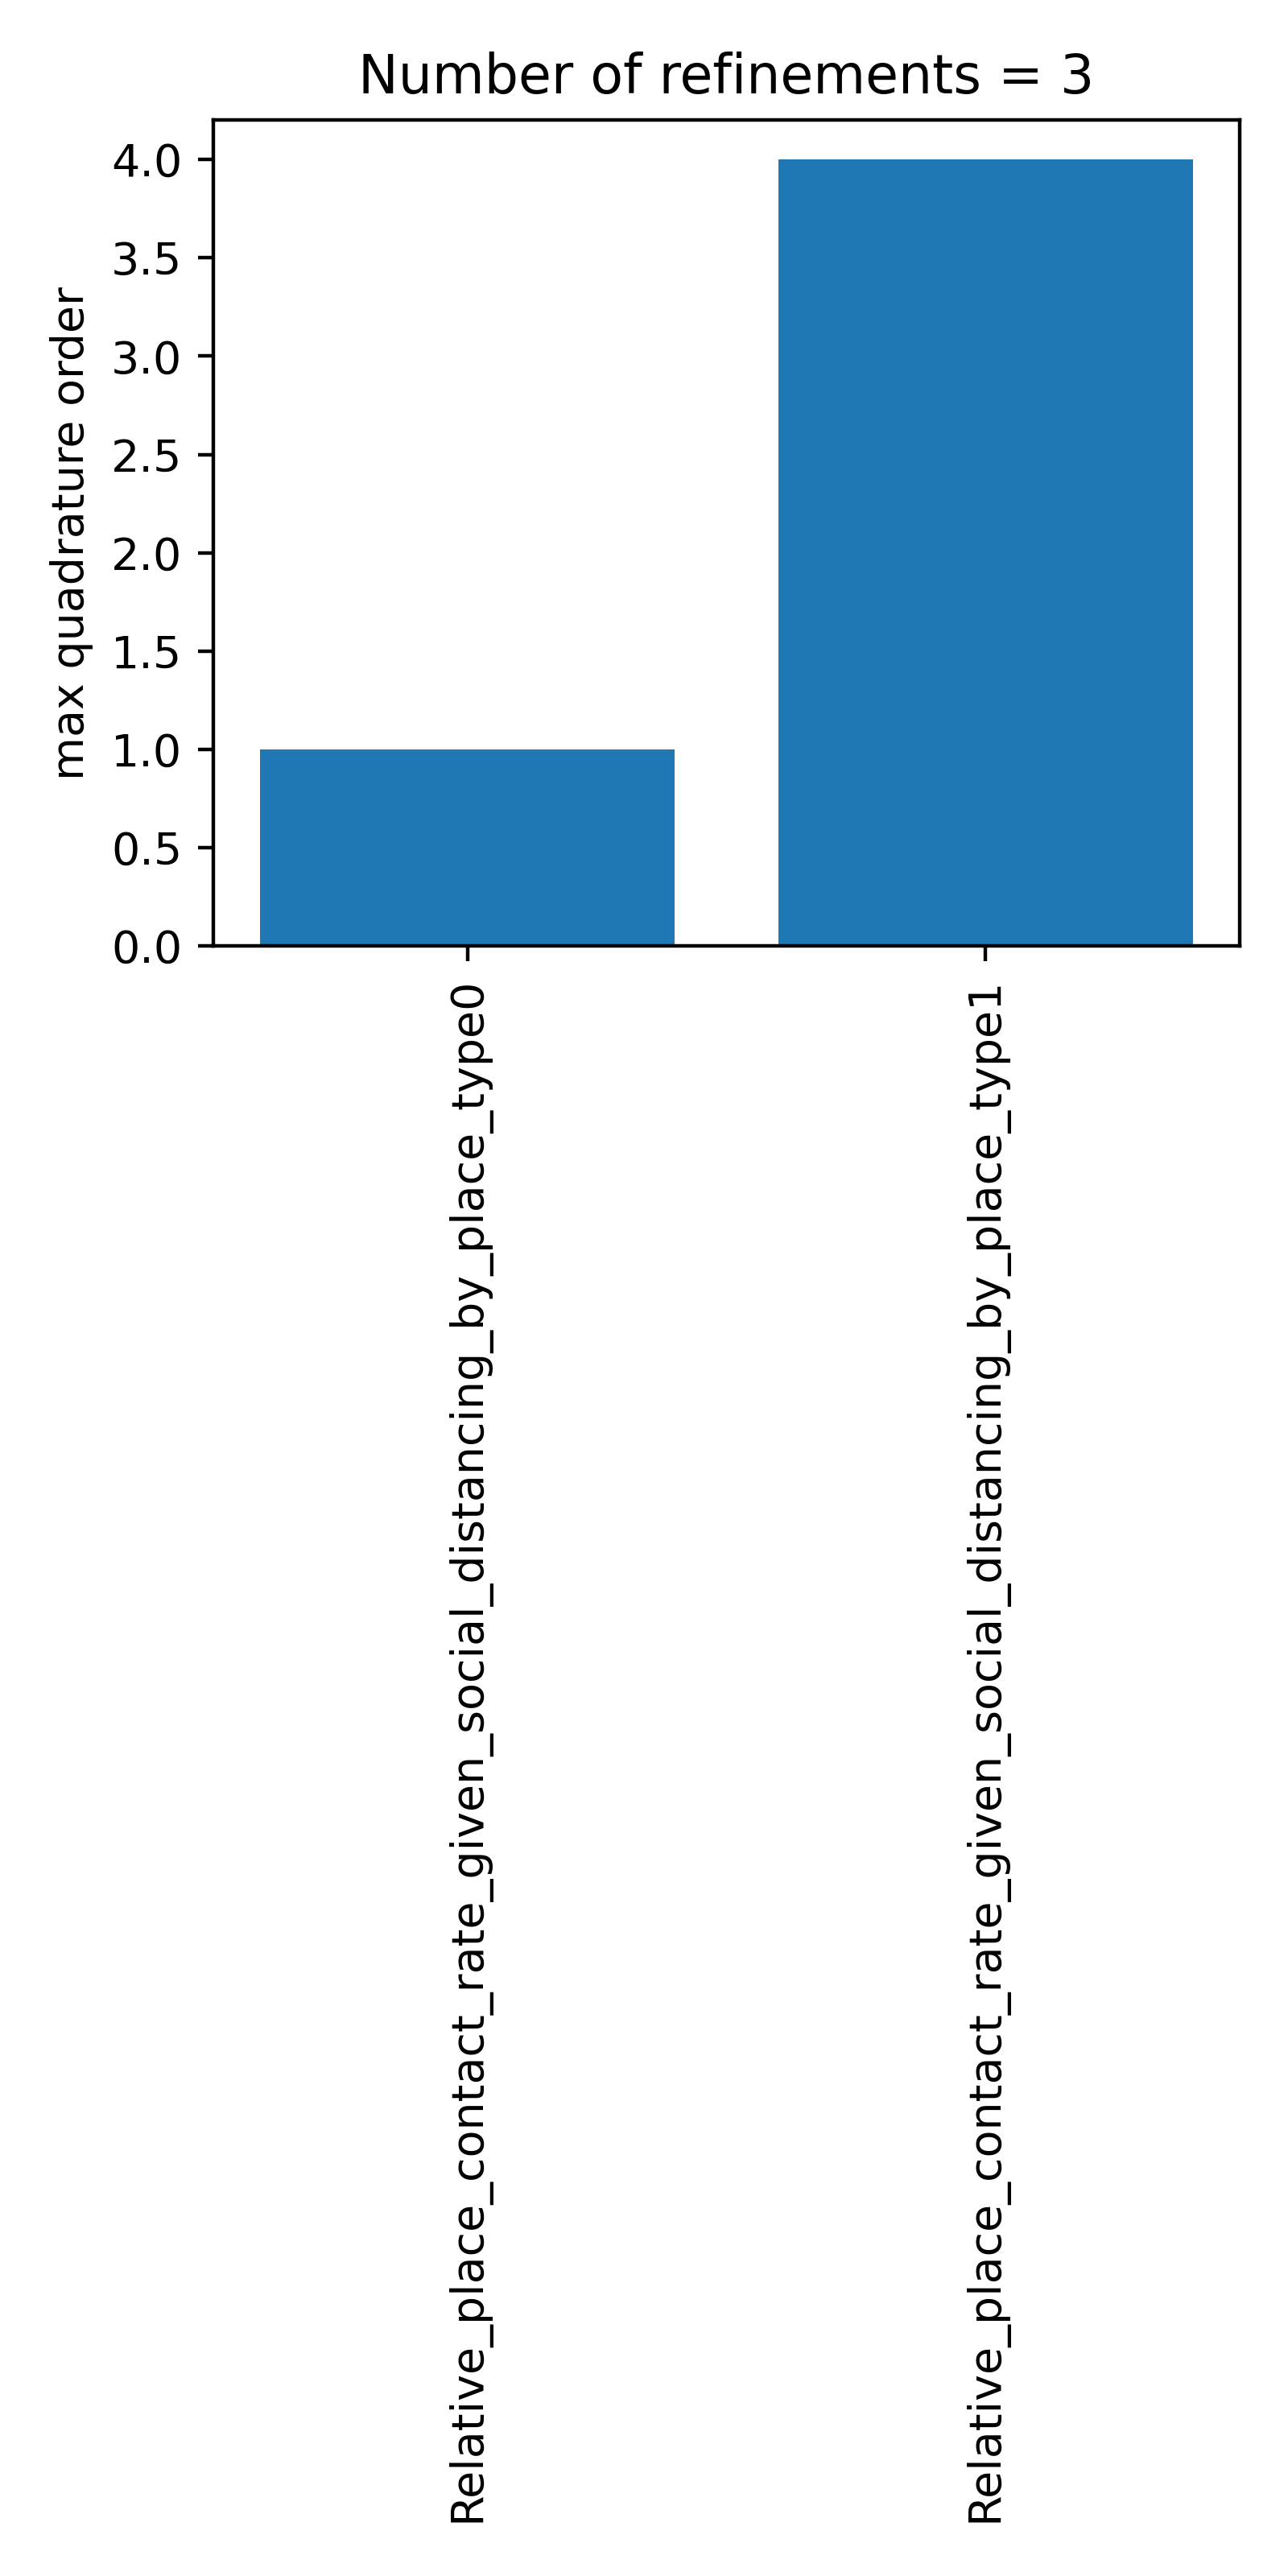 Number of refinements = 3
max quadrature order
4.0
3.5
3.0
2.5
2.0
1.5
1.0
0.5
0.0
Relative_place_contact_rate_given_social_distancing_by_place_type0
Relative_place_contact_rate_given_social_distancing_by_place_type1